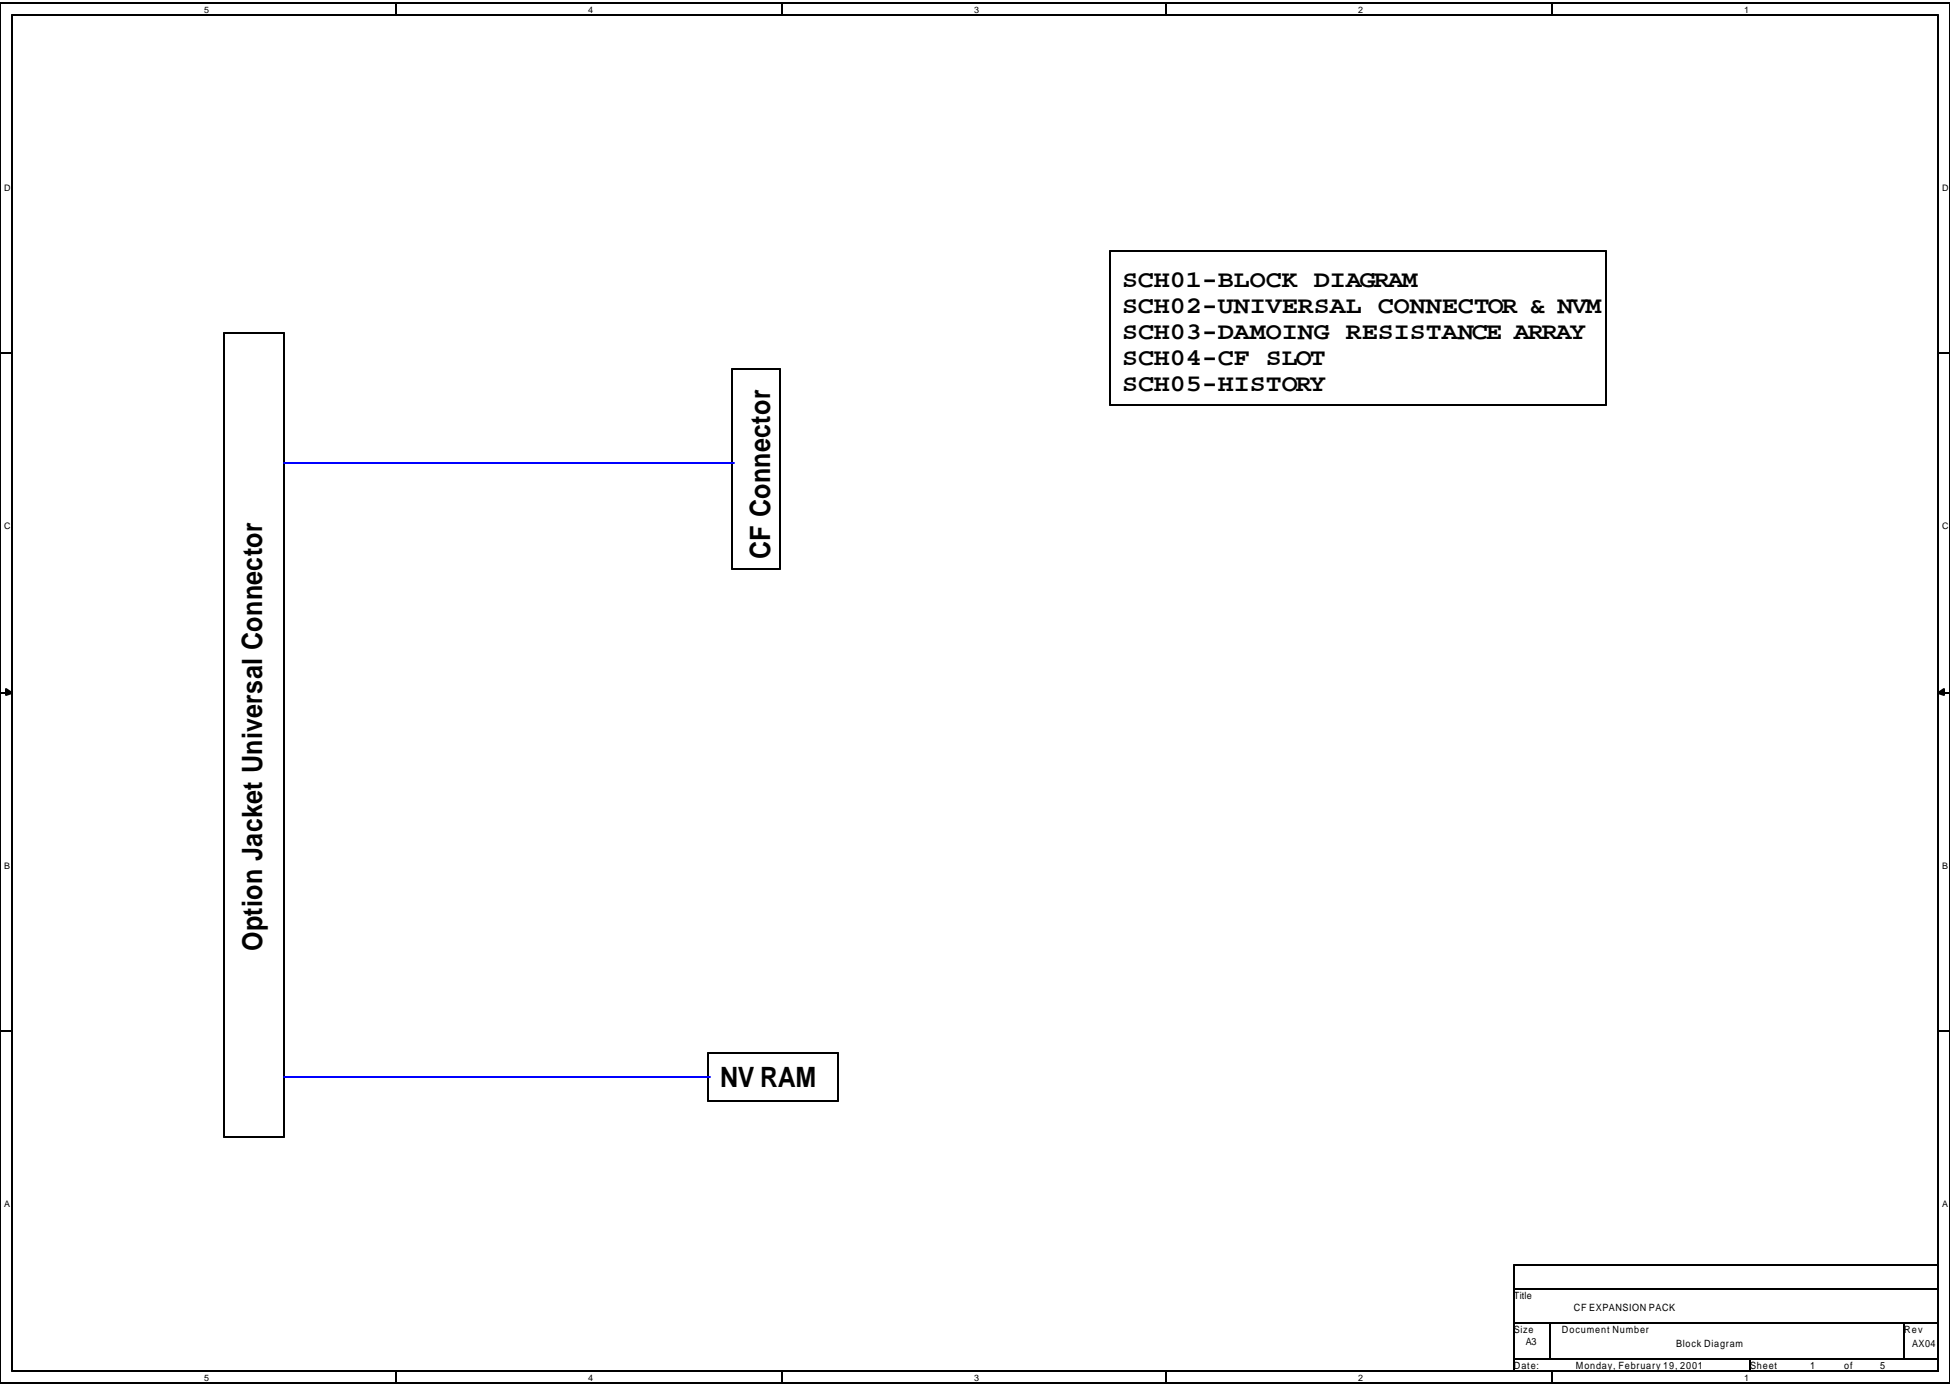 5 4 3 2 1
D D
SCH01-BLOCK DIAGRAM
SCH02-UNIVERSAL CONNECTOR & NVM
SCH03-DAMOING RESISTANCE ARRAY
SCH04-CF SLOT
SCH05-HISTORY
CF Connector
C C
Option Jacket Universal Connector
B B
NV RAM
A A
Title
CF EXPANSION PACK
Size Document Number Rev
A3 Block Diagram AX04
Date: Monday, February 19, 2001 Sheet 1 of 5
5 4 3 2 1